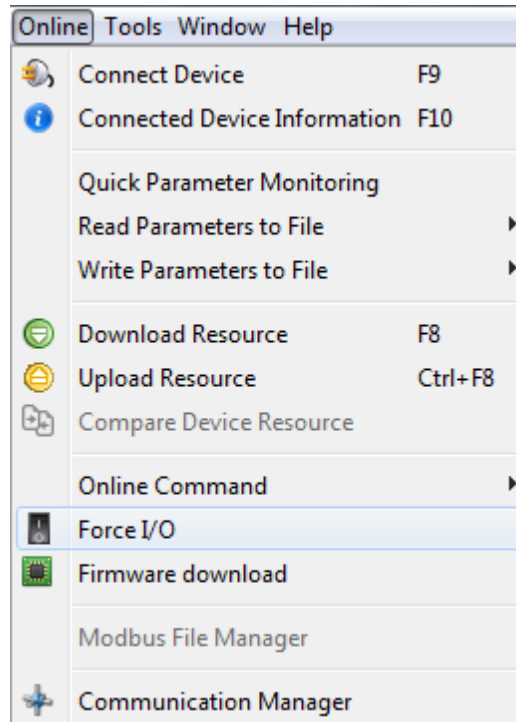 Online Tools Window Help
Connect Device F9
Connected Device Information F10
Quick Parameter Monitoring
Read Parameters to File
Write Parameters to File
Download Resource F8
Upload Resource Ctrl+F8
Compare Device Resource
Online Command
Force I/O
Firmware download
Modbus File Manager
Communication Manager